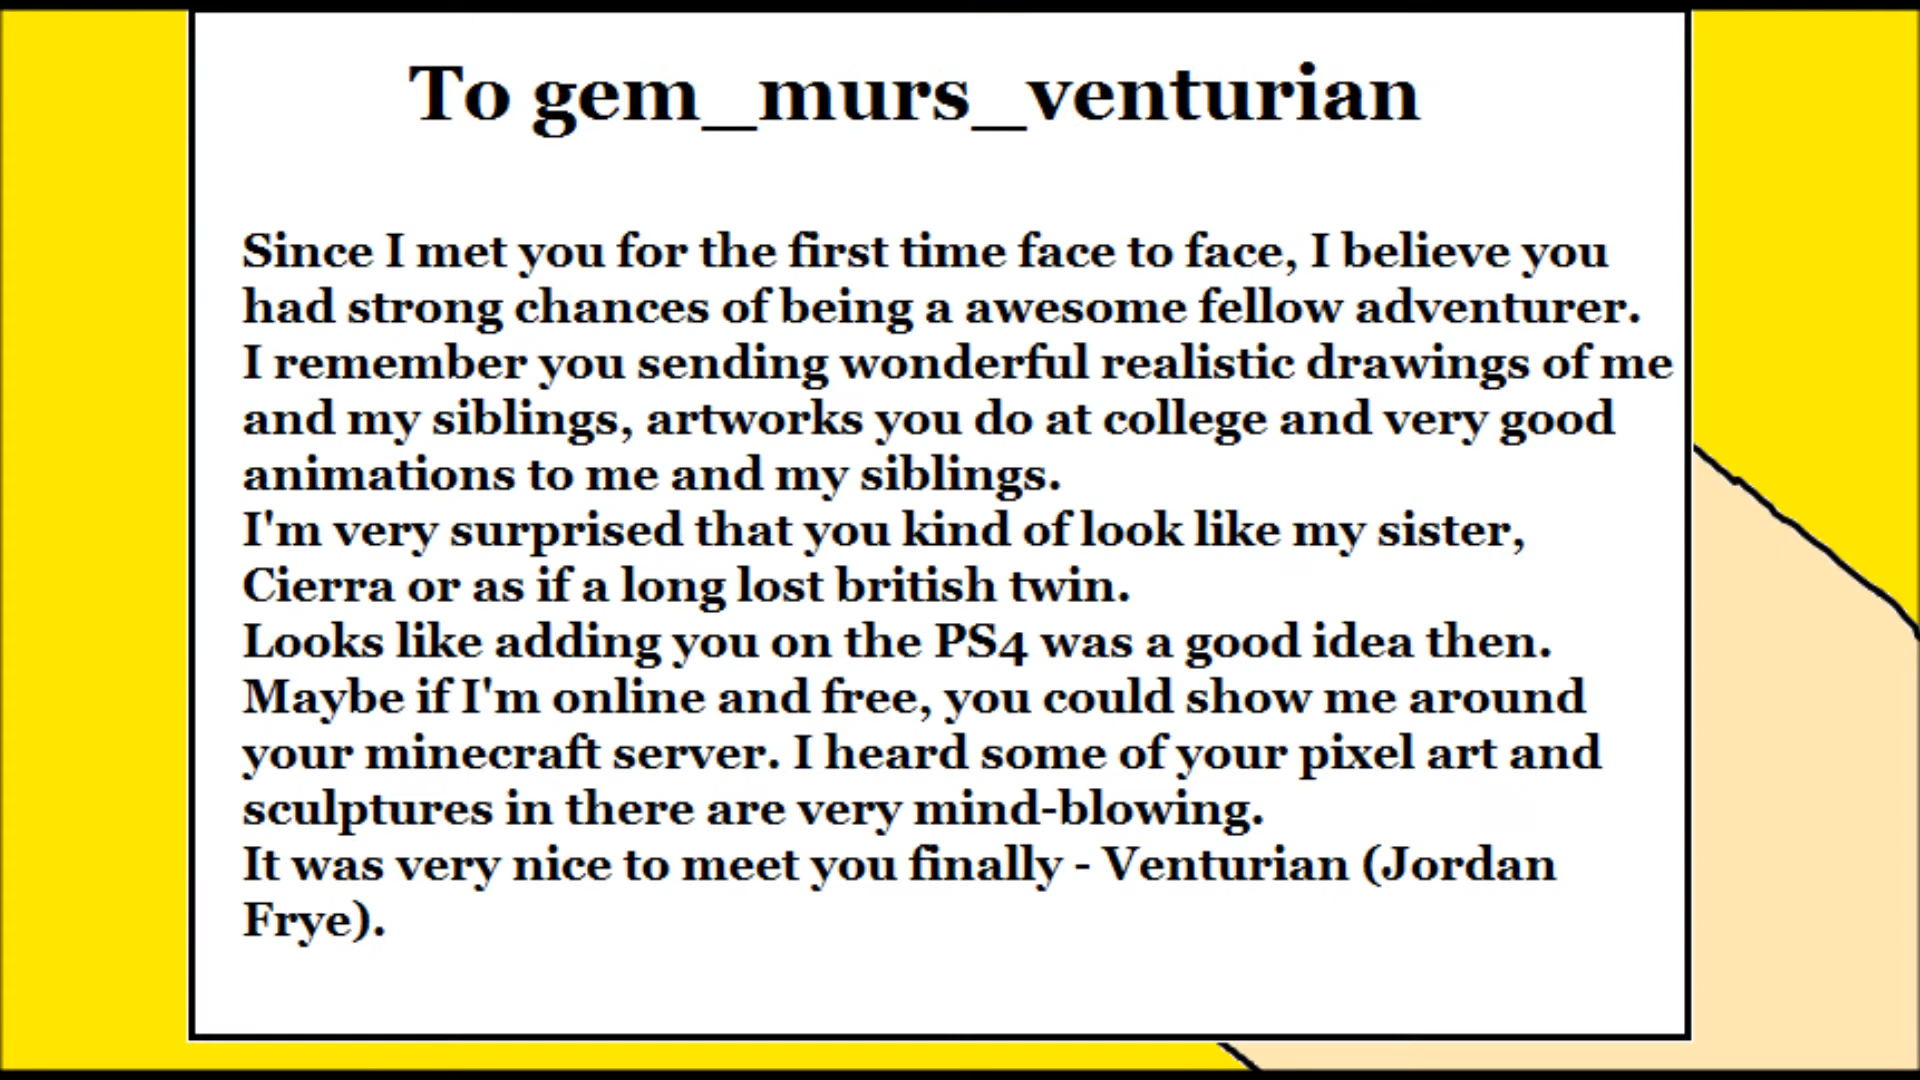 To gem_murs_venturian
Since I met you for the first time face to face, I believe you
had strong chances of being a awesome fellow adventurer.
I remember you sending wonderful realistic drawings of me
and my siblings, artworks you do at college and very good
animations to me and my siblings.
I'm very surprised that you kind of look like my sister,
Cierra or as if a long lost british twin.
Looks like adding you on the PS4 was a good idea then.
Maybe if I'm online and free, you could show me around
your minecraft server. I heard some of your pixel art and
sculptures in there are very mind-blowing.
It was very nice to meet you finally - Venturian (Jordan
Frye).